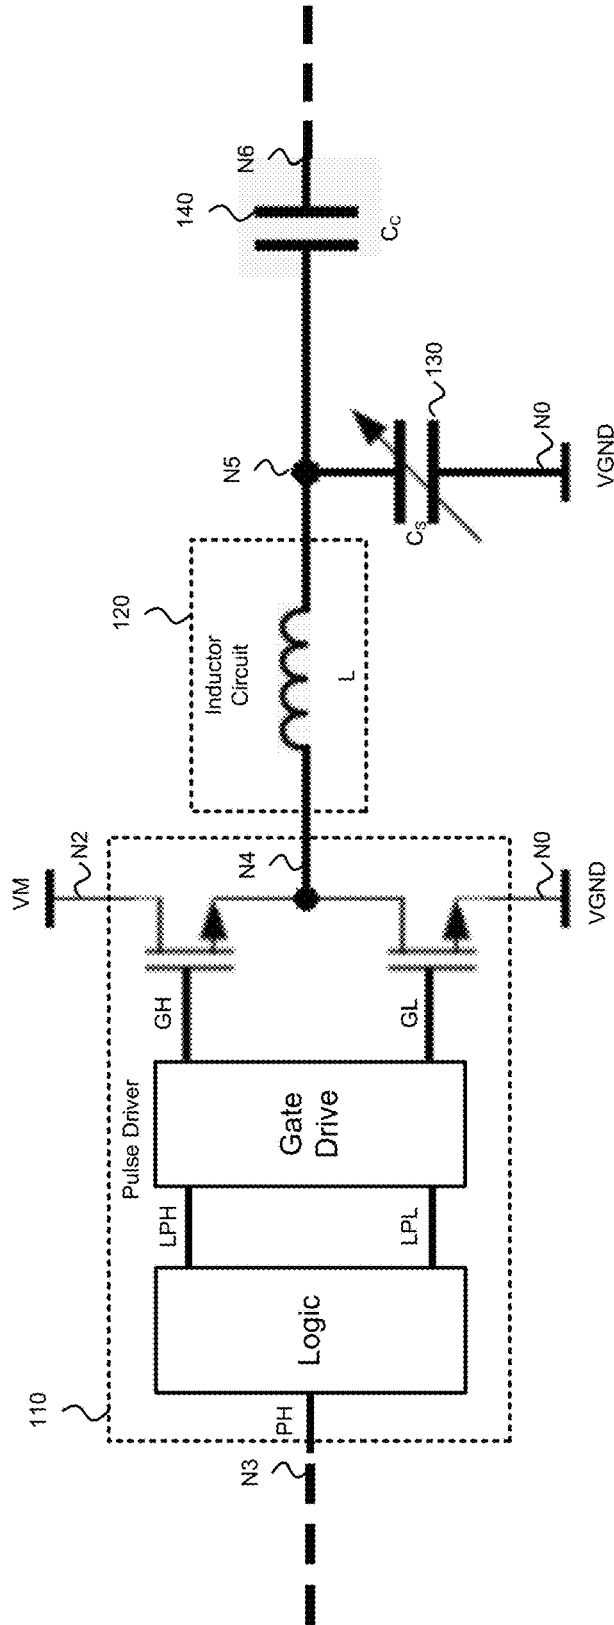 110
Pulse Driver
VM
N2
N3
PH
Logic
LPH
LPL
Gate
Drive
GH
GL
N4
N0
VGND
120
Inductor
Circuit
L
N5
Cs
130
N0
VGND
140
Cc
N6